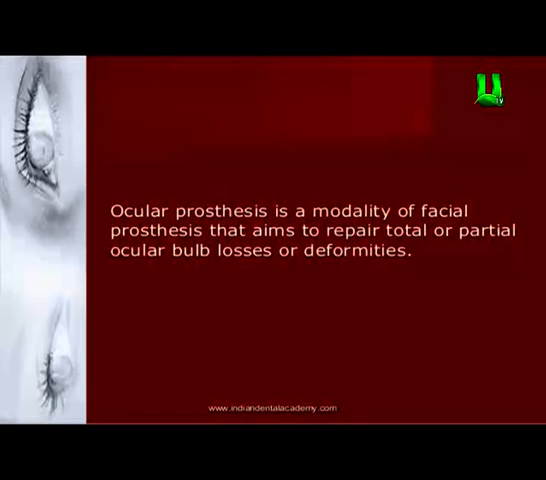 U
TV
Ocular prosthesis is a modality of facial
prosthesis that aims to repair total or partial
ocular bulb losses or deformities.
www.indiandentalacademy.com